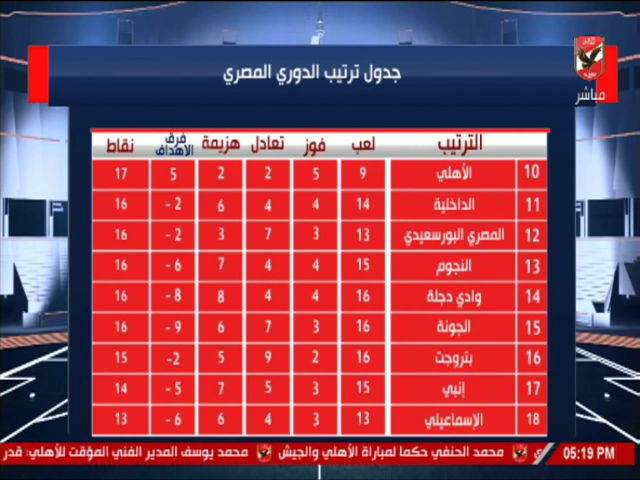 جدول ترتيب الدوري المصري
مباشر
الترتيب لعب فوز تعادل هزيمة فرق الأهداف نقاط
10 الأهلي 9 5 2 2 5 17
11 الداخلية 14 4 4 6 2 - 16
12 المصري البورسعيدي 13 3 7 3 2 - 16
13 النجوم 15 4 4 7 6 - 16
14 وادي دجلة 16 4 4 8 8 - 16
15 الجونة 16 3 7 6 9 - 16
16 بتروجت 16 2 9 5 2- 15
17 إنبي 15 3 5 7 5 - 14
18 الإسماعيلي 13 3 4 6 6 - 13
05:19 PM
محمد الحنفي حكما لمباراة الأهلي والجيش
محمد يوسف المدير الفني المؤقت للأهلي: قدر